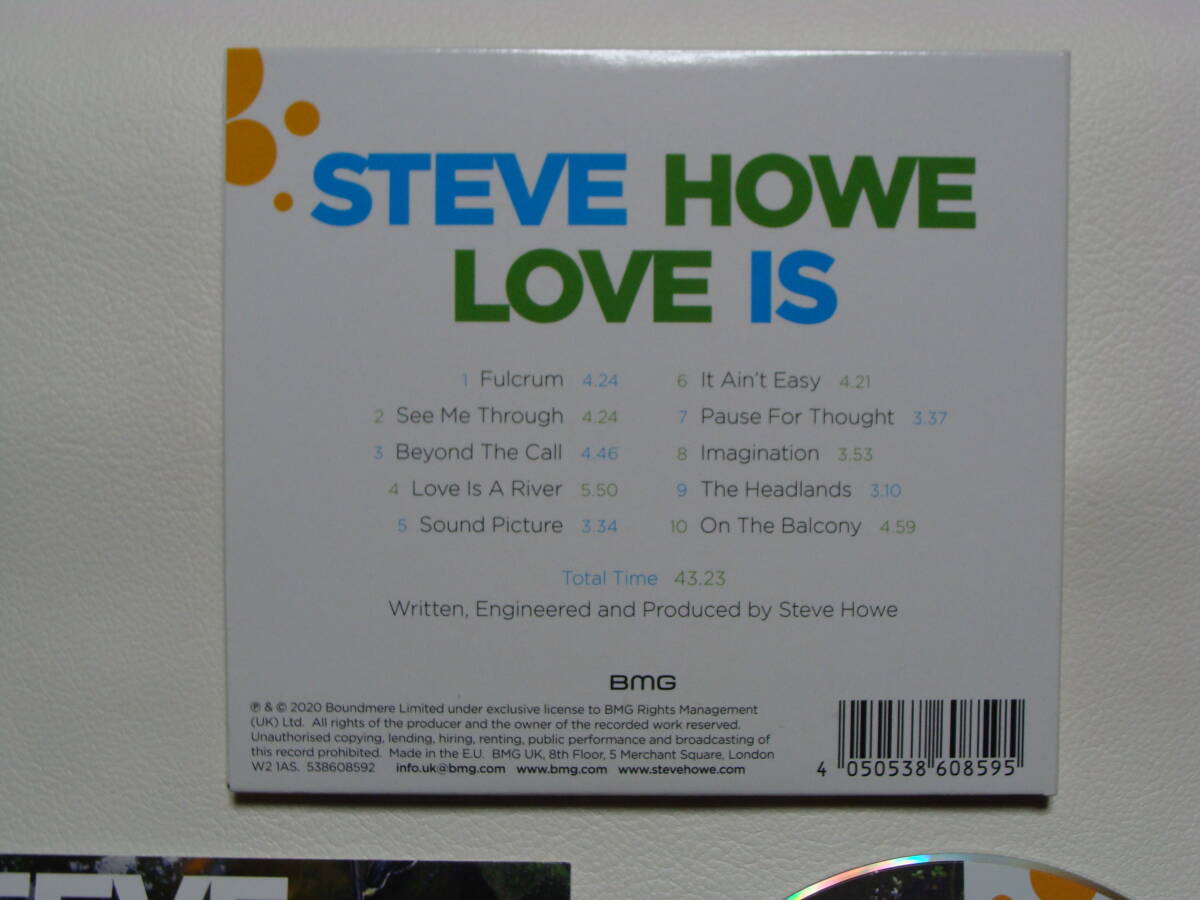 STEVE HOWE
LOVE IS
1 Fulcrum 4.24
2 See Me Through 4.24
3 Beyond The Call 4.46
4 Love Is A River 5.50
5 Sound Picture 3.34
6 It Ain't Easy 4.21
7 Pause For Thought 3.37
8 Imagination 3.53
9 The Headlands 3.10
10 On The Balcony 4.59
Total Time 43.23
Written, Engineered and Produced by Steve Howe
BMG
℗ & © 2020 Boundmere Limited under exclusive license to BMG Rights Management
(UK) Ltd. All rights of the producer and the owner of the recorded work reserved.
Unauthorised copying, lending, hiring, renting, public performance and broadcasting of
this record prohibited. Made in the E.U. BMG UK, 8th Floor, 5 Merchant Square, London
W2 1AS. 538608592 info.uk@bmg.com www.bmg.com www.stevehowe.com
4 050538 608595
STEVE